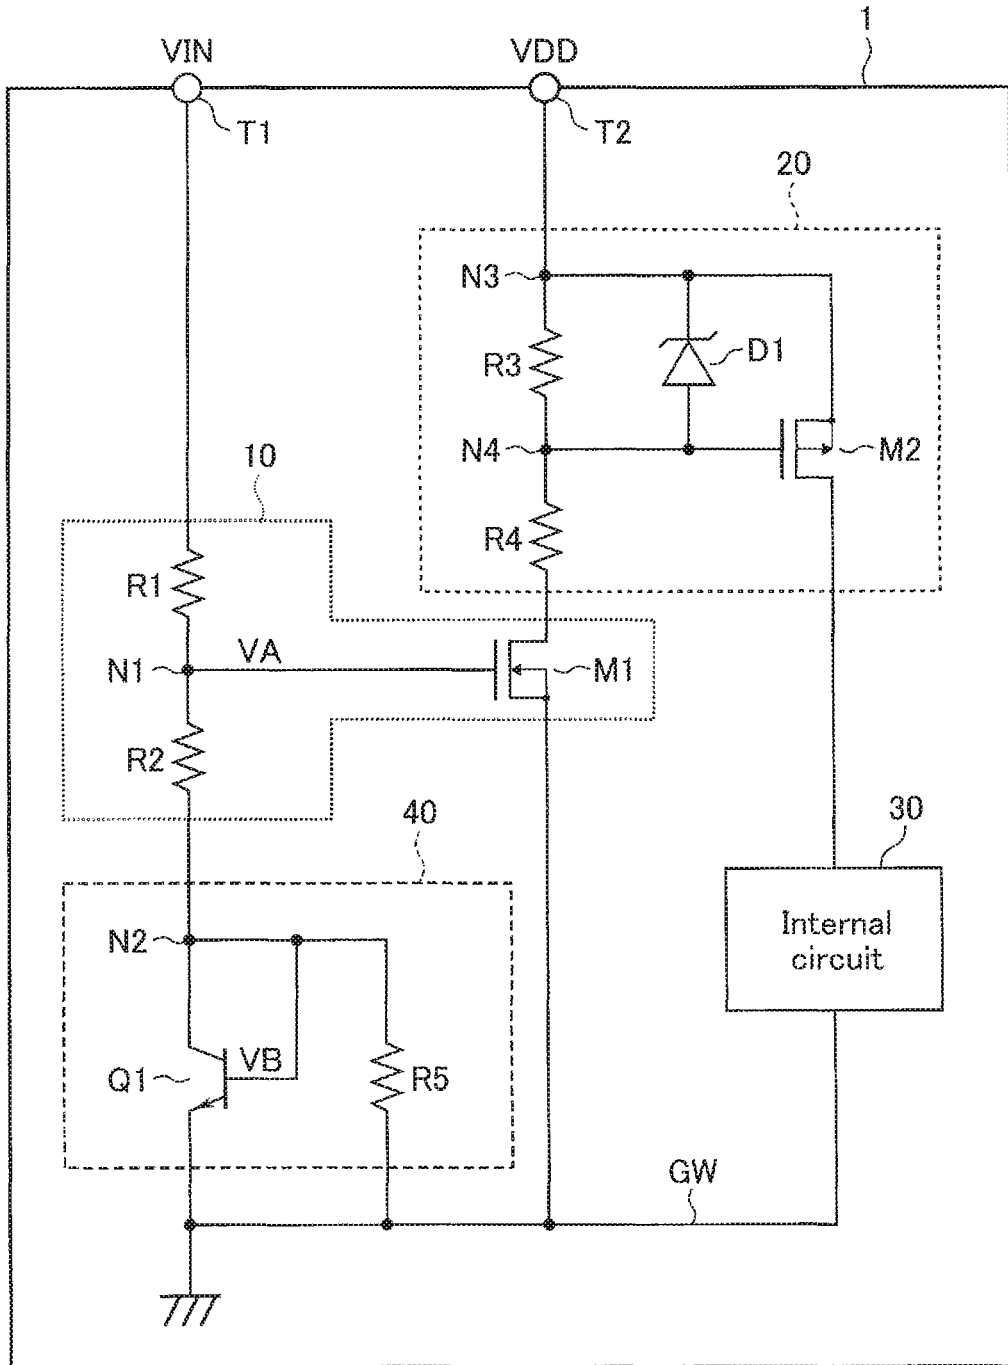 1
VIN
VDD
T1
T2
20
N3
R3
D1
N4
M2
10
R4
R1
N1
VA
M1
R2
40
30
N2
Internal
circuit
Q1
VB
R5
GW